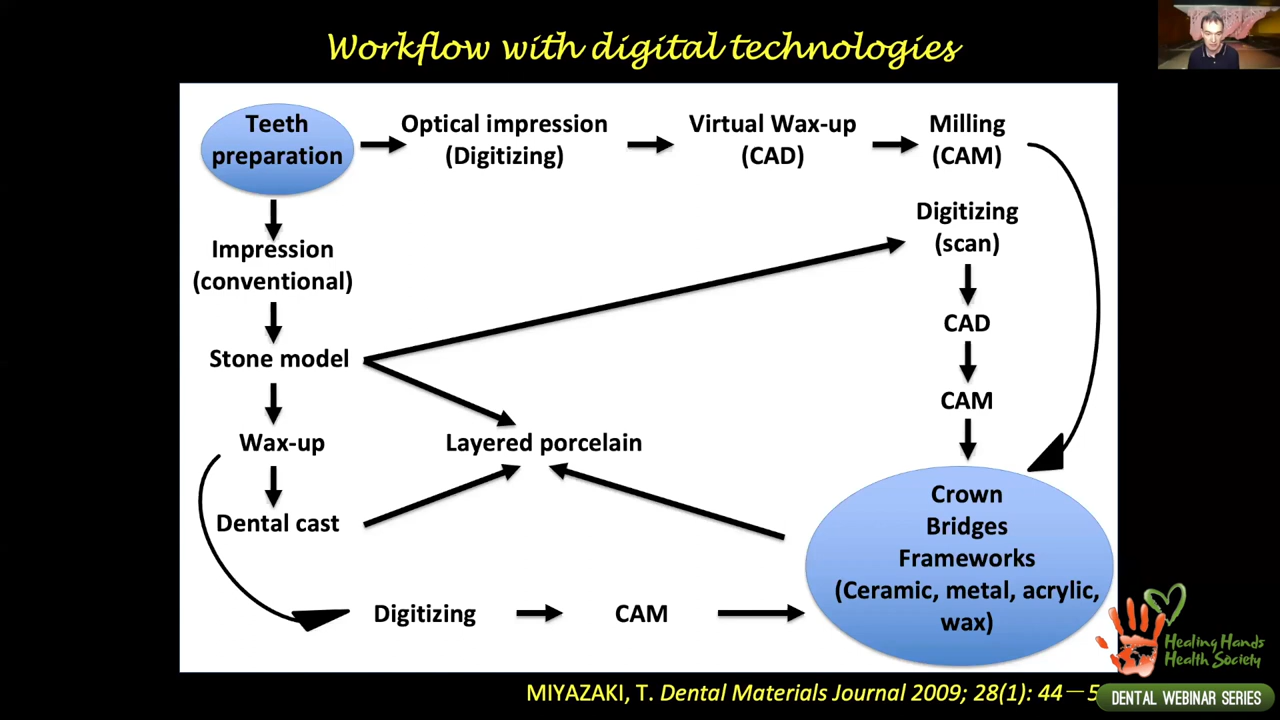 Workflow with digital technologies
Teeth
preparation
Optical impression
(Digitizing)
Virtual Wax-up
(CAD)
Milling
(CAM)
Digitizing
(scan)
Impression
(conventional)
CAD
Stone model
CAM
Wax-up
Layered porcelain
Dental cast
Crown
Bridges
Frameworks
(Ceramic, metal, acrylic,
wax)
Digitizing
CAM
Healing Hands
Health Society
MIYAZAKI, T. Dental Materials Journal 2009; 28(1): 44—5
DENTAL WEBINAR SERIES